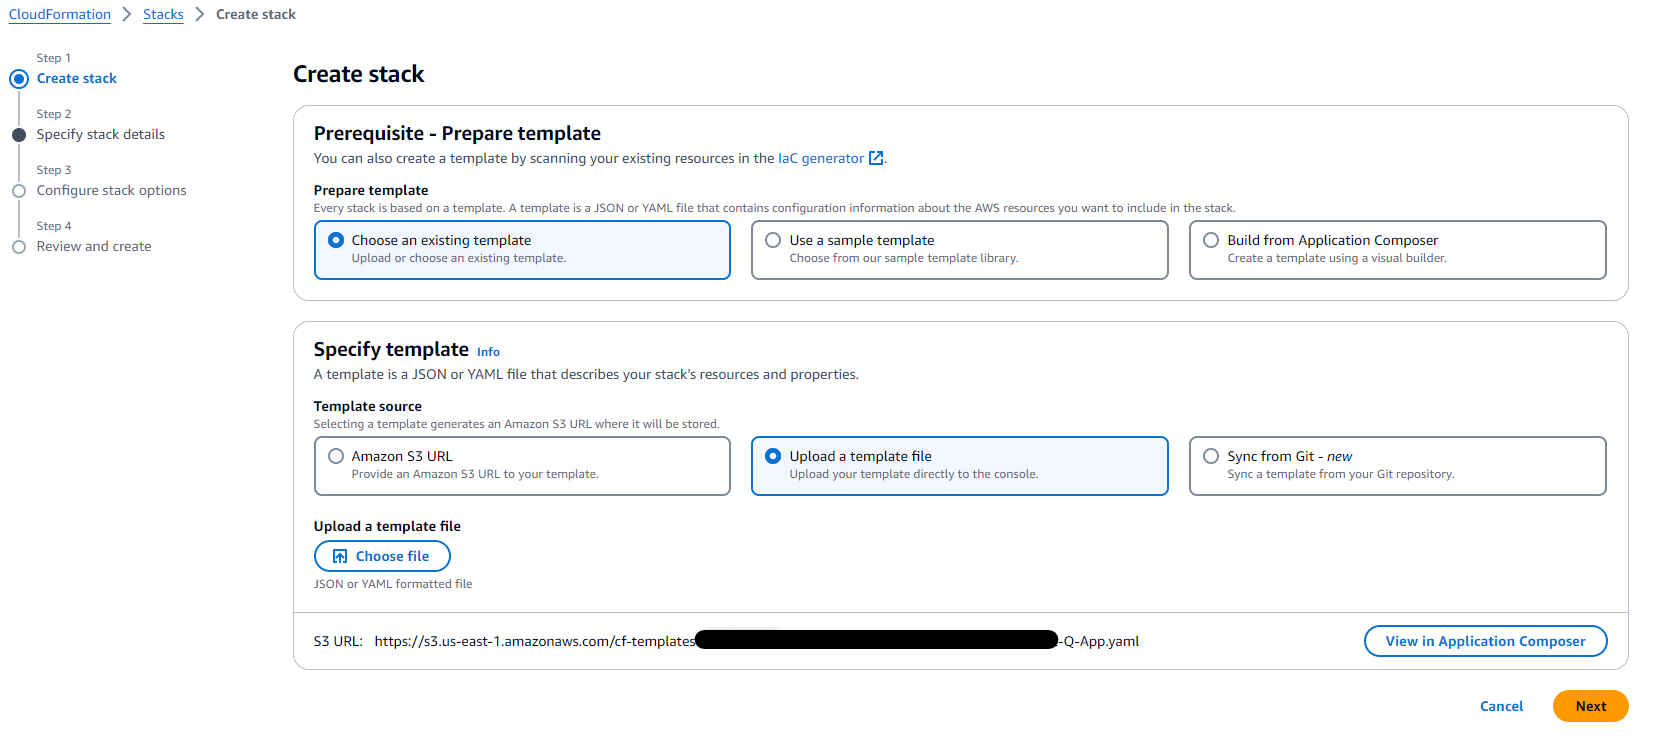 CloudFormation > Stacks > Create stack
Step 1
Create stack
Step 2
Specify stack details
Step 3
Configure stack options
Step 4
Review and create
Create stack
Prerequisite - Prepare template
You can also create a template by scanning your existing resources in the IaC generator.
Prepare template
Every stack is based on a template. A template is a JSON or YAML file that contains configuration information about the AWS resources you want to include in the stack.
Choose an existing template
Upload or choose an existing template.
Use a sample template
Choose from our sample template library.
Build from Application Composer
Create a template using a visual builder.
Specify template Info
A template is a JSON or YAML file that describes your stack's resources and properties.
Template source
Selecting a template generates an Amazon S3 URL where it will be stored.
Amazon S3 URL
Provide an Amazon S3 URL to your template.
Upload a template file
Upload your template directly to the console.
Sync from Git - new
Sync a template from your Git repository.
Upload a template file
Choose file
JSON or YAML formatted file
S3 URL: https://s3.us-east-1.amazonaws.com/cf-templates -Q-App.yaml
View in Application Composer
Cancel
Next